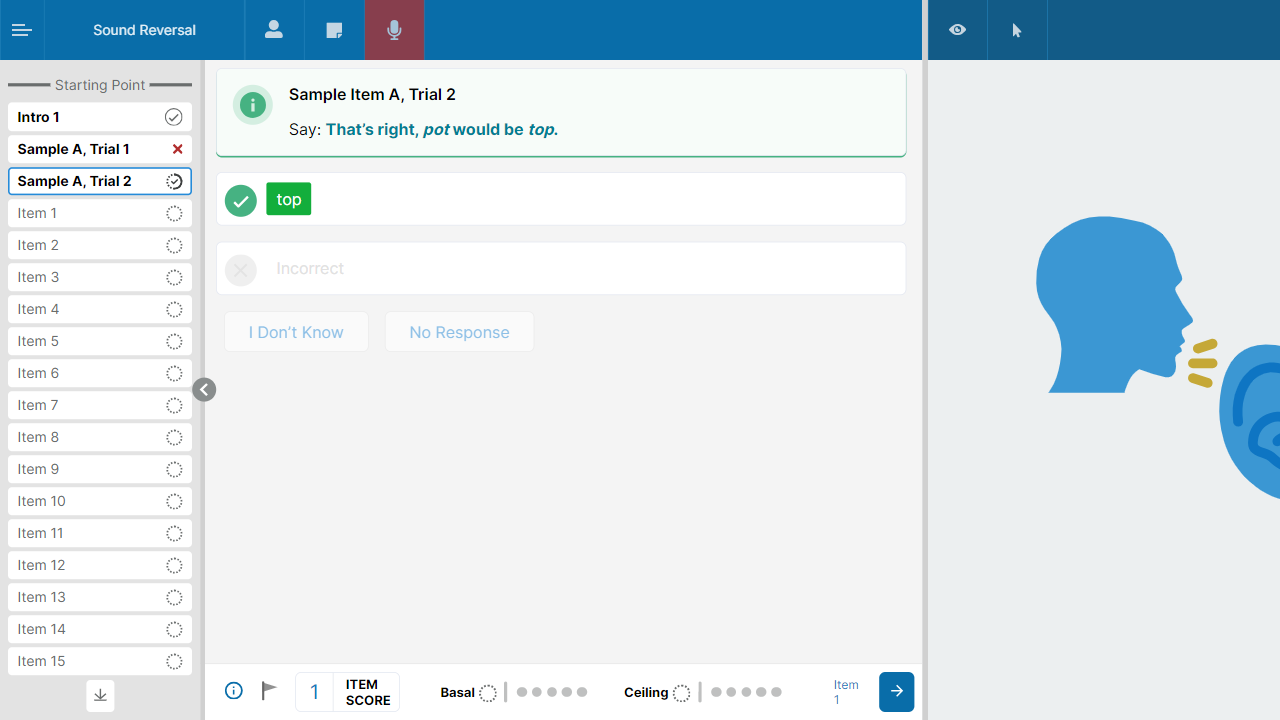 Sound Reversal
Starting Point
Intro 1
Sample A, Trial 1
Sample A, Trial 2
Item 1
Item 2
Item 3
Item 4
Item 5
Item 6
Item 7
Item 8
Item 9
Item 10
Item 11
Item 12
Item 13
Item 14
Item 15
Sample Item A, Trial 2
Say: That’s right, pot would be top.
top
Incorrect
I Don’t Know
No Response
1
ITEM
SCORE
Basal
Ceiling
Item
1